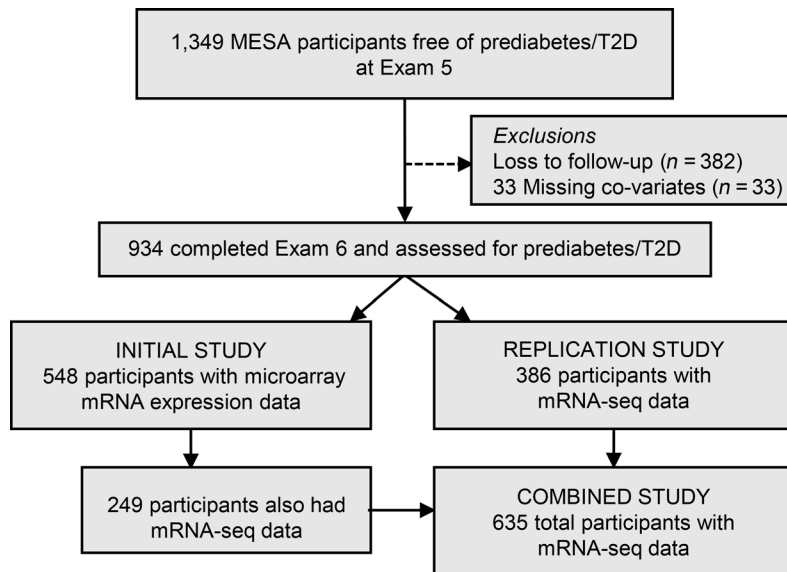 1,349 MESA participants free of prediabetes/T2D
at Exam 5
Exclusions
Loss to follow-up (n = 382)
33 Missing co-variates (n = 33)
934 completed Exam 6 and assessed for prediabetes/T2D
INITIAL STUDY
548 participants with microarray
mRNA expression data
REPLICATION STUDY
386 participants with
mRNA-seq data
249 participants also had
mRNA-seq data
COMBINED STUDY
635 total participants with
mRNA-seq data